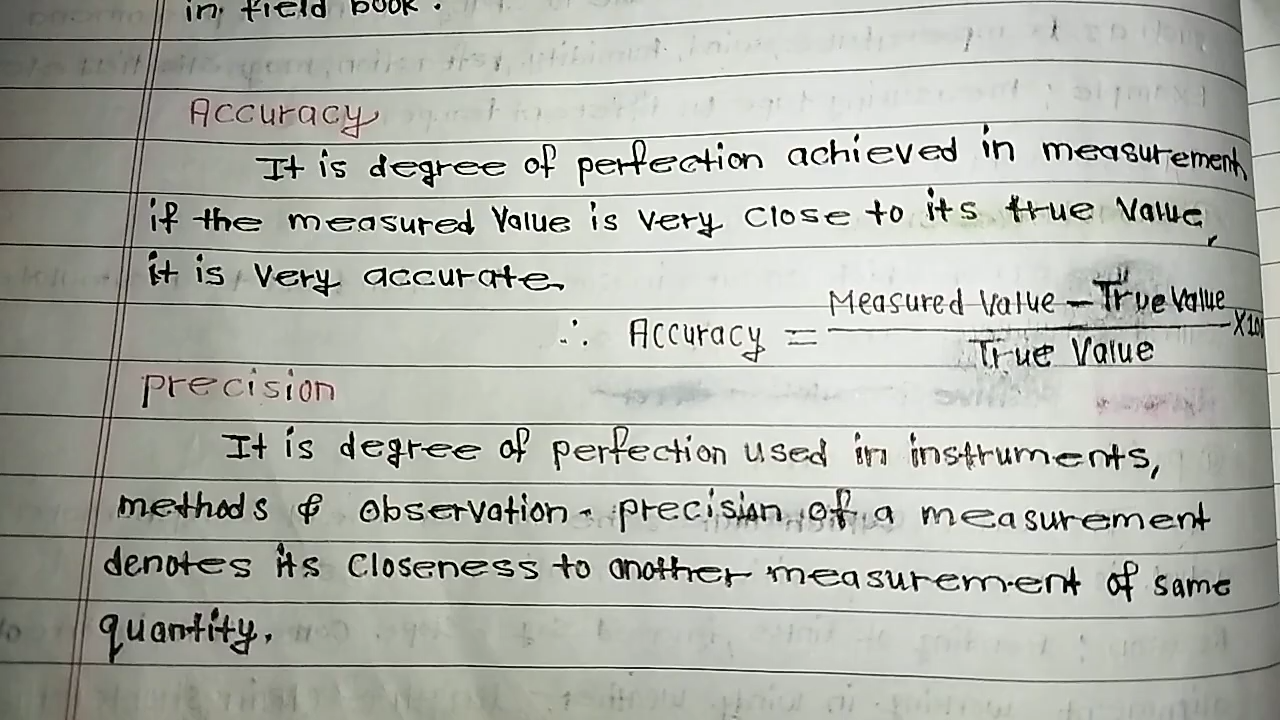 in field book.
Accuracy
It is degree of perfection achieved in measurement
if the measured value is very close to its true value,
it is very accurate.
∴ Accuracy = Measured value - True value / True value ×100
precision
It is degree of perfection used in instruments,
methods & observation. precision of a measurement
denotes its closeness to another measurement of same
quantity.